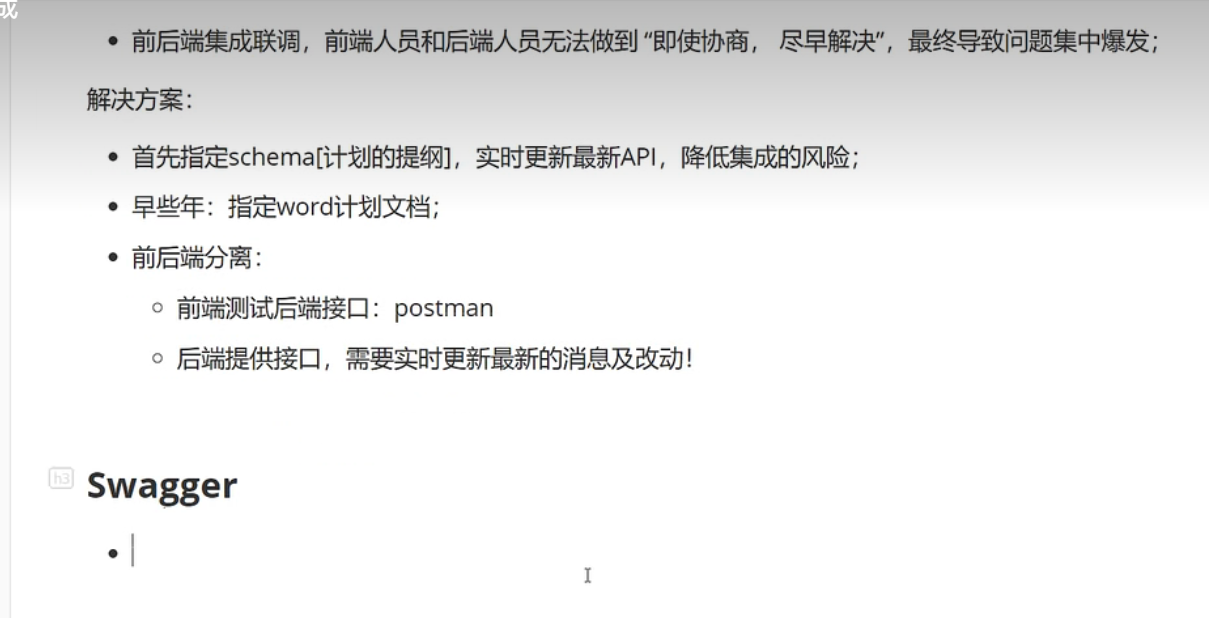 成
前后端集成联调，前端人员和后端人员无法做到“即使协商， 尽早解决”，最终导致问题集中爆发；
解决方案：
首先指定schema[计划的提纲]，实时更新最新API，降低集成的风险；
早些年：指定word计划文档；
前后端分离：
前端测试后端接口：postman
后端提供接口，需要实时更新最新的消息及改动！
h3
Swagger